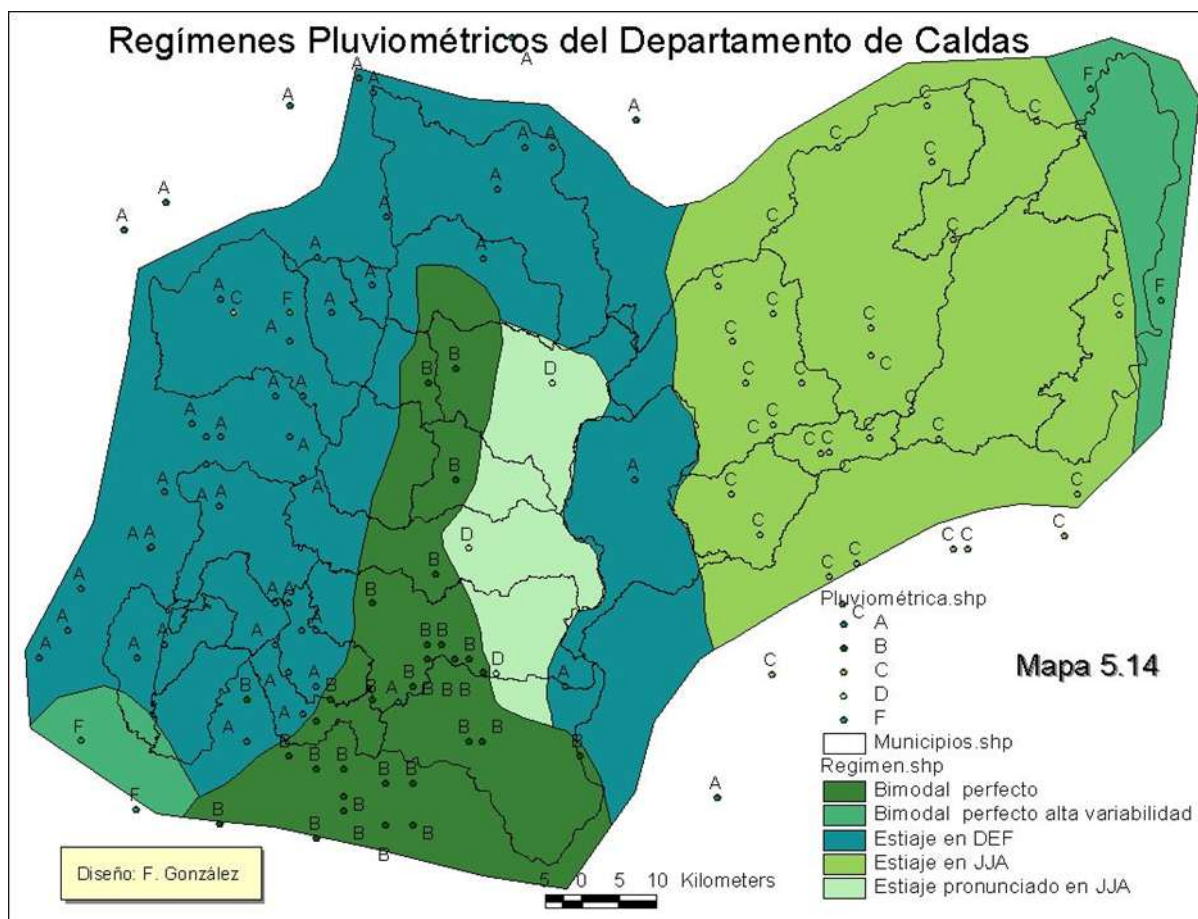 Regímenes Pluviométricos del Departamento de Caldas
Pluviométrica.shp
A
B
C
D
F
Mapa 5.14
Municipios.shp
Regimen.shp
Bimodal perfecto
Bimodal perfecto alta variabilidad
Estiaje en DEF
Estiaje en JJA
Estiaje pronunciado en JJA
Diseño: F. González
5 0 5 10 Kilometers